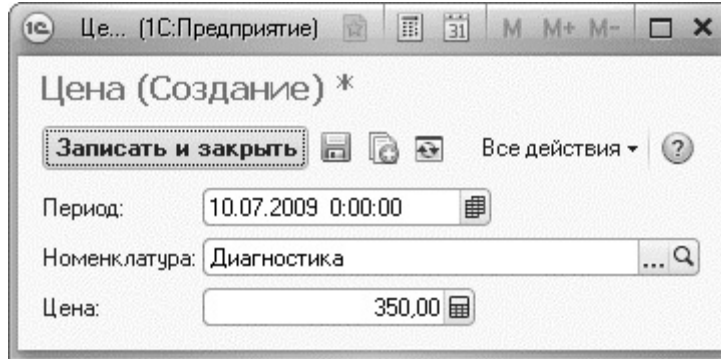 1С Це... (1С:Предприятие) 31 M M+ M-
Цена (Создание) *
Записать и закрыть Все действия ?
Период: 10.07.2009 0:00:00
Номенклатура: Диагностика ...
Цена: 350,00